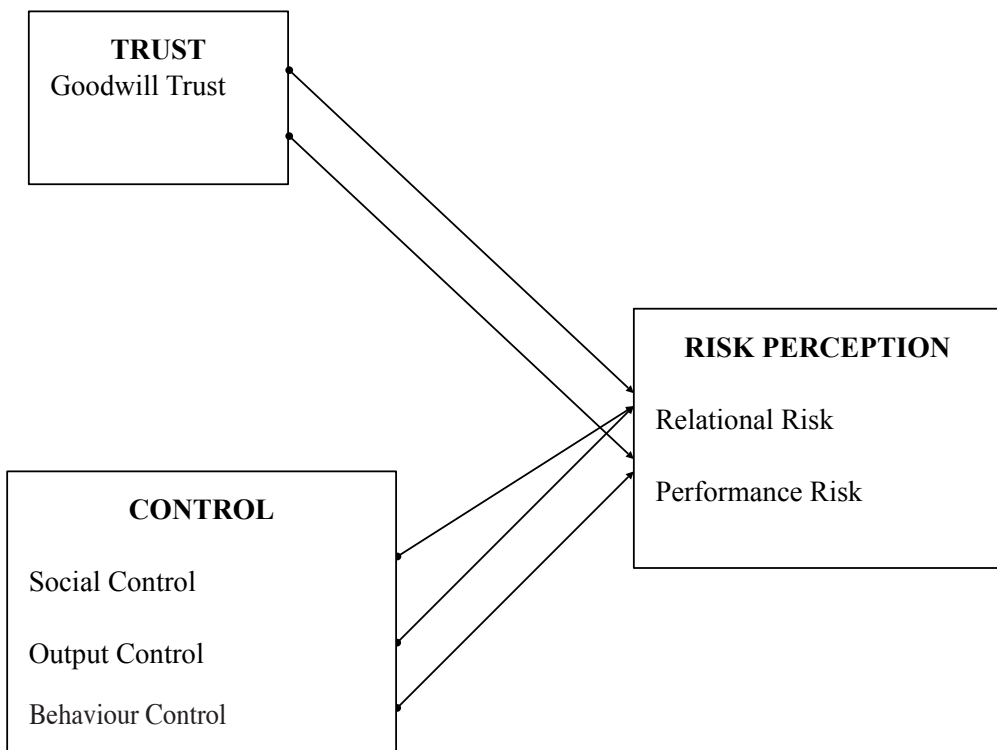 TRUST
Goodwill Trust
RISK PERCEPTION
Relational Risk
Performance Risk
CONTROL
Social Control
Output Control
Behaviour Control